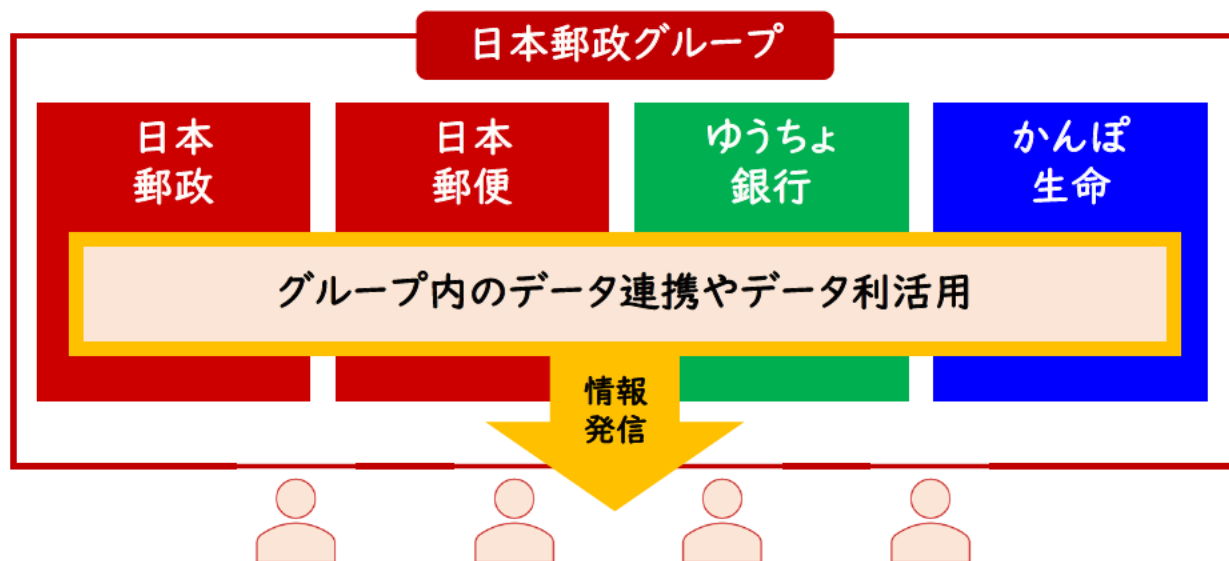 日本郵政グループ
日本
郵政
日本
郵便
ゆうちょ
銀行
かんぽ
生命
グループ内のデータ連携やデータ利活用
情報
発信